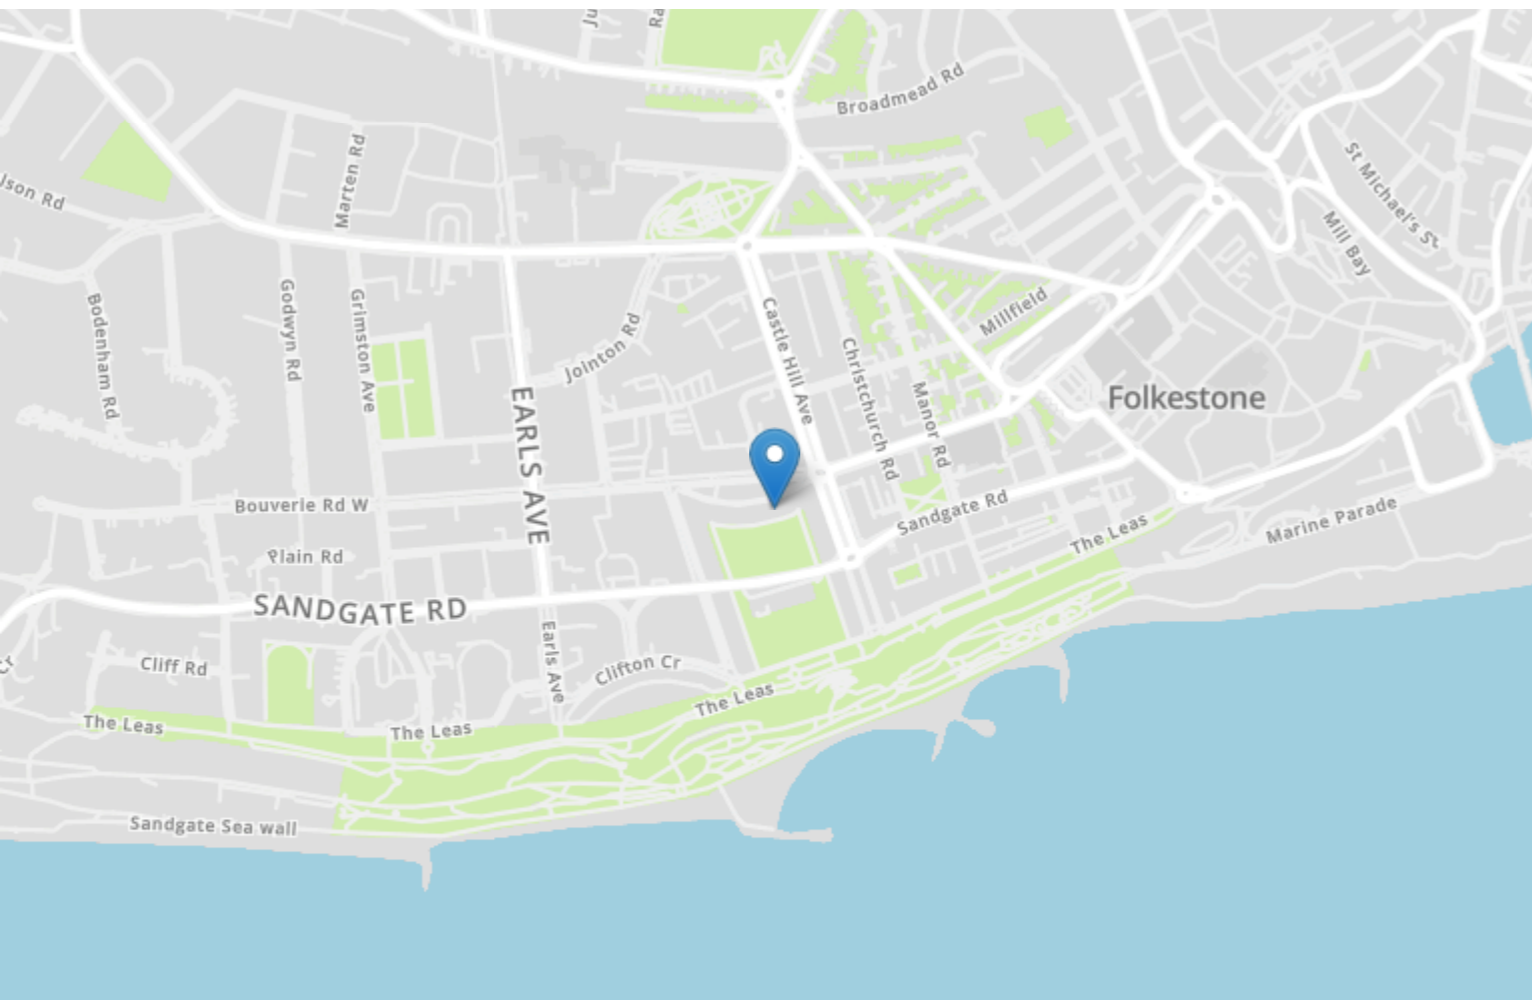 Broadmead Rd
Marten Rd
St Michael's St
Mill Bay
Bodenham Rd
Godwyn Rd
Grimston Ave
Jointon Rd
Castle Hill Ave
Christchurch Rd
Manor Rd
Millfield
Folkestone
EARLS AVE
Bouverie Rd W
Sandgate Rd
The Leas
Marine Parade
Plain Rd
SANDGATE RD
Cliff Rd
Earls Ave
Clifton Cr
The Leas
The Leas
The Leas
Sandgate Sea wall